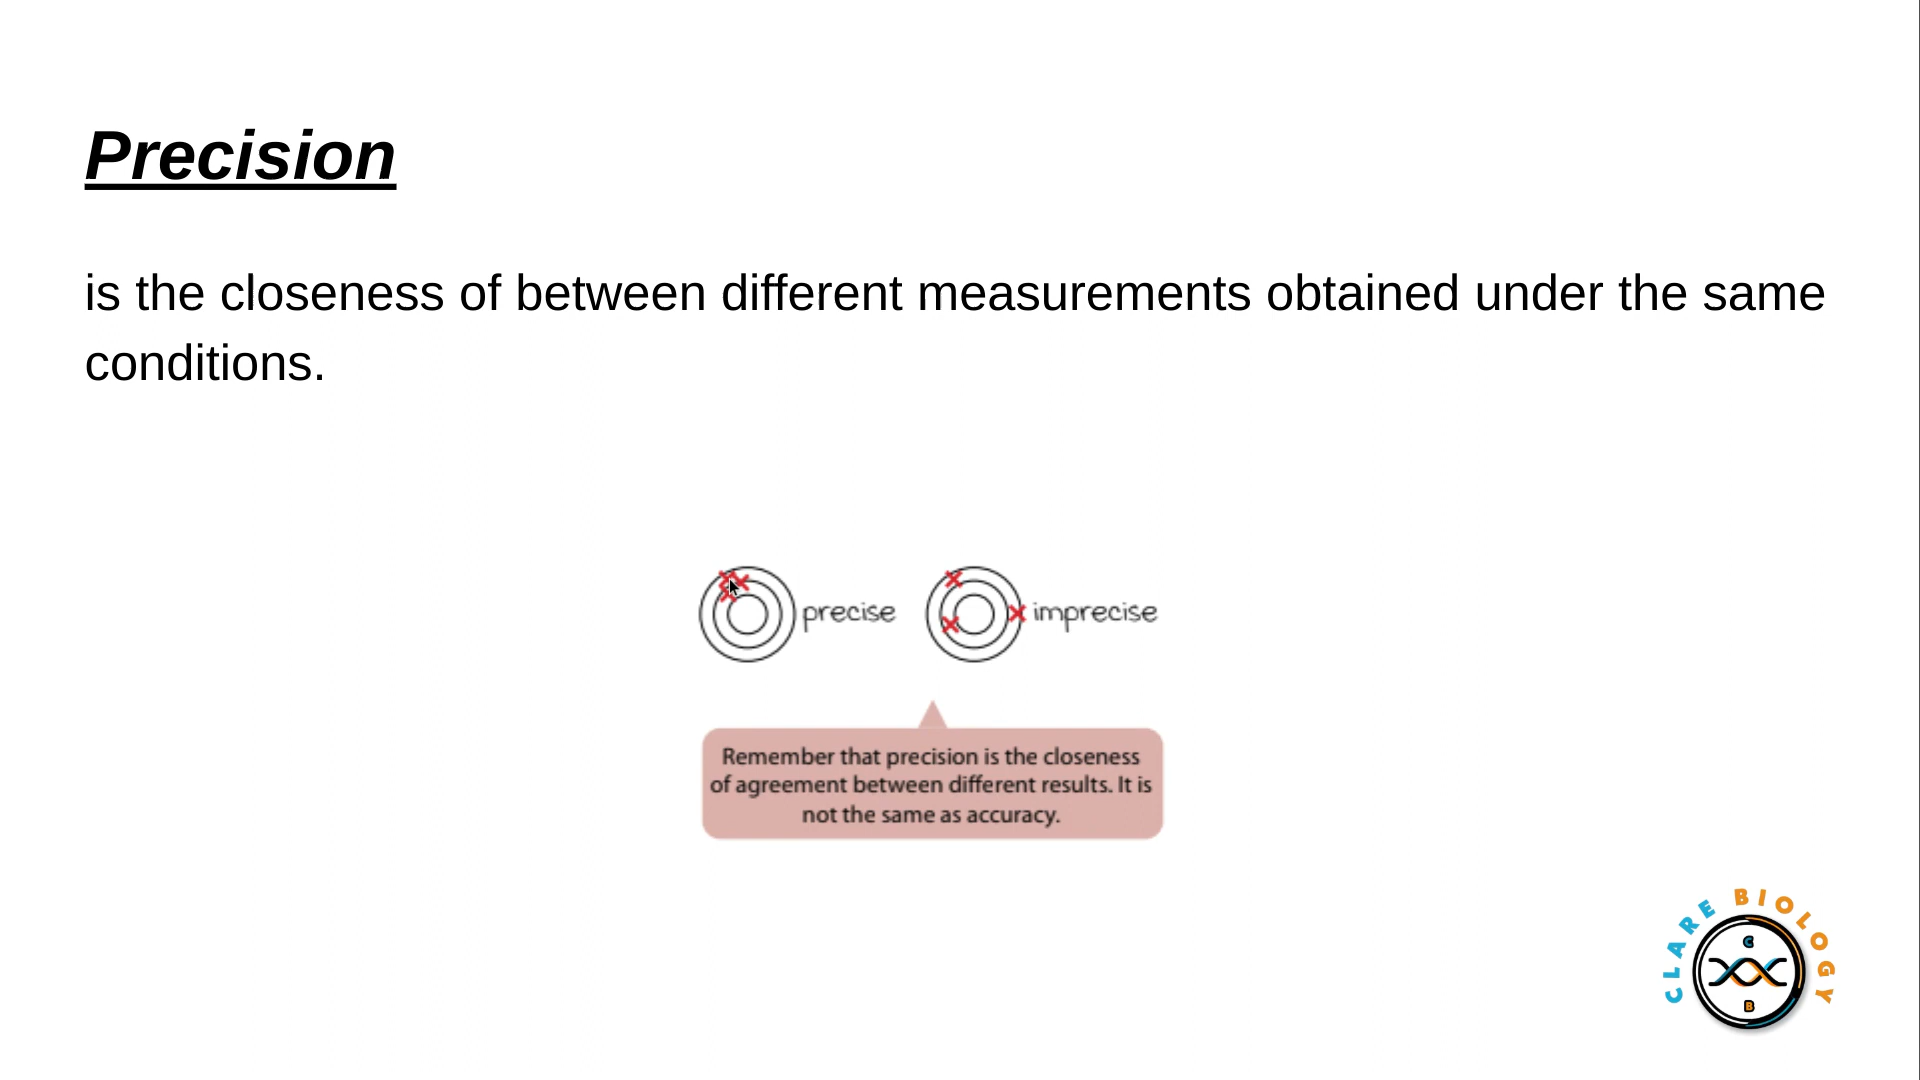 Precision
is the closeness of between different measurements obtained under the same
conditions.
precise
imprecise
Remember that precision is the closeness
of agreement between different results. It is
not the same as accuracy.
CLARE BIOLOGY
C
B